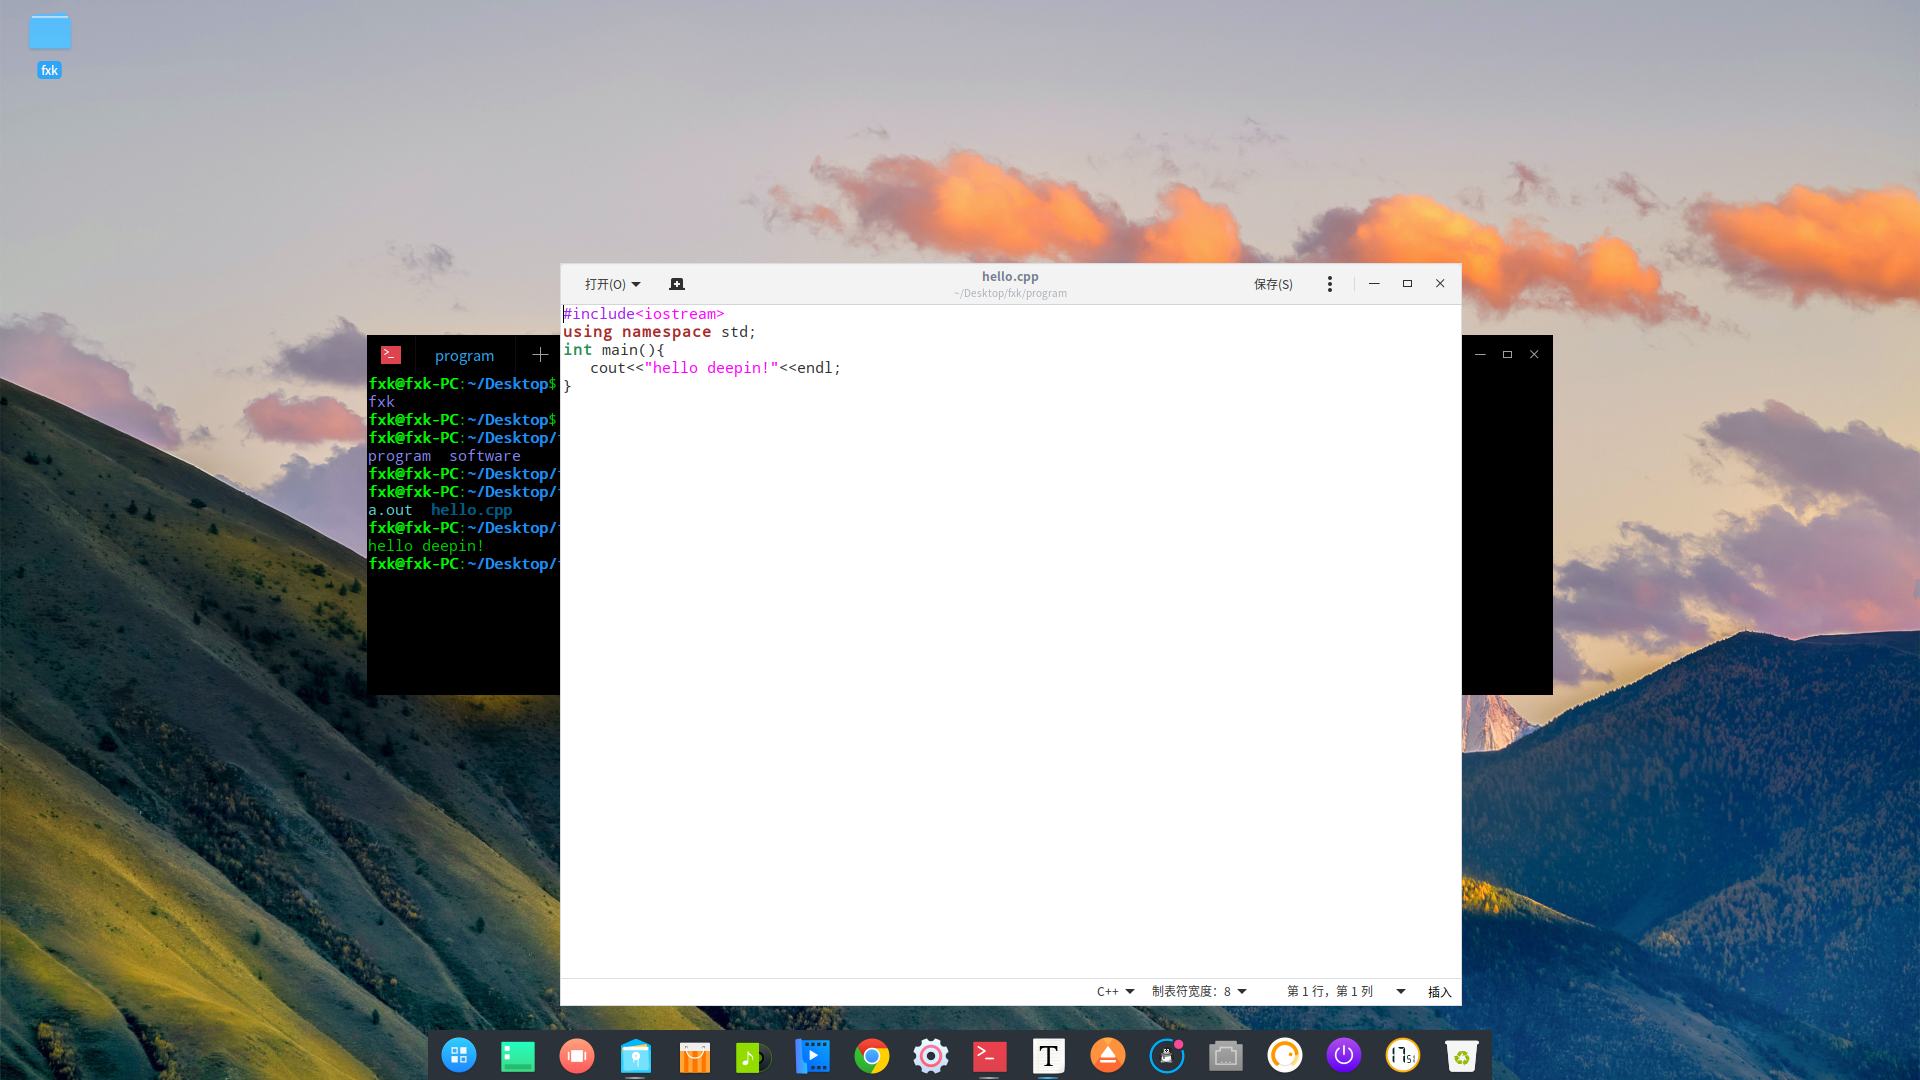 fxk
打开(O)
hello.cpp
~/Desktop/fxk/program
保存(S)
#include<iostream>
using namespace std;
int main(){
   cout<<"hello deepin!"<<endl;
}
C++
制表符宽度：8
第 1 行，第 1 列
插入
program
fxk@fxk-PC:~/Desktop$
fxk
fxk@fxk-PC:~/Desktop$
fxk@fxk-PC:~/Desktop/
program  software
fxk@fxk-PC:~/Desktop/
fxk@fxk-PC:~/Desktop/
a.out  hello.cpp
fxk@fxk-PC:~/Desktop/
hello deepin!
fxk@fxk-PC:~/Desktop/
T
17 51